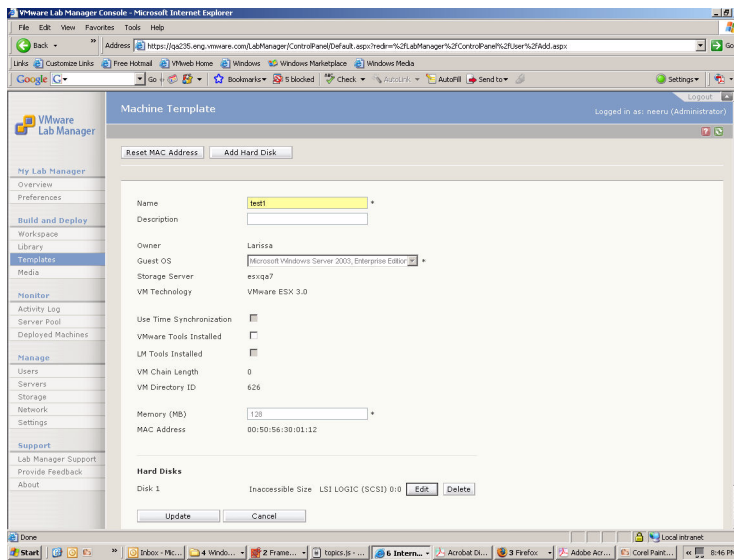 VMware Lab Manager Console - Microsoft Internet Explorer
File Edit View Favorites Tools Help
Back » Address https://qa235.eng.vmware.com/LabManager/ControlPanel/Default.aspx?redir=%2fLabManager%2fControlPanel%2fUser%2fAdd.aspx Go
Links Customize Links Free Hotmail VMweb Home Windows Windows Marketplace Windows Media
Google G Go Bookmarks 5 blocked Check AutoLink AutoFill Send to Settings
Logout
Machine Template
Logged in as: neeru (Administrator)
VMware
Lab Manager
Reset MAC Address Add Hard Disk
My Lab Manager
Overview
Preferences
Build and Deploy
Workspace
Library
Templates
Media
Monitor
Activity Log
Server Pool
Deployed Machines
Manage
Users
Servers
Storage
Network
Settings
Support
Lab Manager Support
Provide Feedback
About
Name test1 *
Description
Owner Larissa
Guest OS Microsoft Windows Server 2003, Enterprise Edition *
Storage Server esxqa7
VM Technology VMware ESX 3.0
Use Time Synchronization
VMware Tools Installed
LM Tools Installed
VM Chain Length 0
VM Directory ID 626
Memory (MB) 128 *
MAC Address 00:50:56:30:01:12
Hard Disks
Disk 1 Inaccessible Size LSI LOGIC (SCSI) 0:0 Edit Delete
Update Cancel
Done Local intranet
Start » Inbox - Mic... 4 Windo... 2 Frame... topics.js - ... 6 Intern... Acrobat Di... 3 Firefox Adobe Acr... Corel Paint... « 8:46 PM